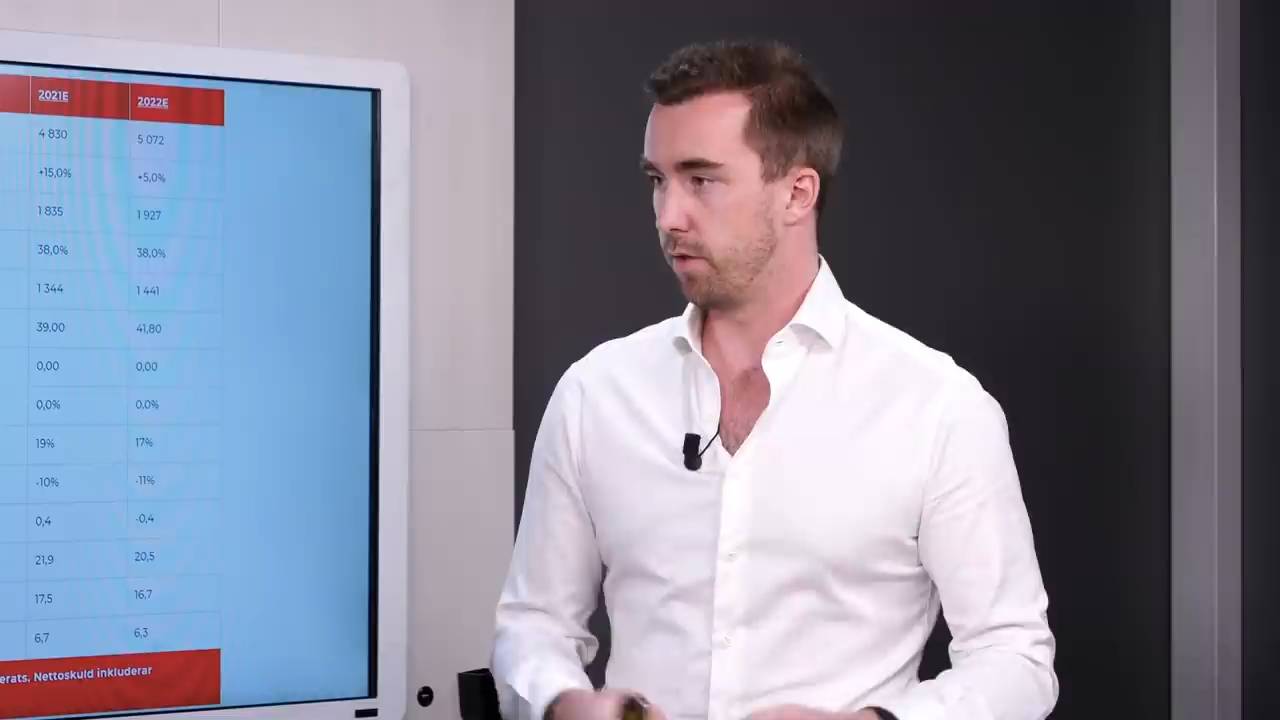 2021E 2022E
4 830 5 072
+15,0% +5,0%
1 835 1 927
38,0% 38,0%
1 344 1 441
39,00 41,80
0,00 0,00
0,0% 0,0%
19% 17%
-10% -11%
0,4 -0,4
21,9 20,5
17,5 16,7
6,7 6,3
erats, Nettoskuld inkluderar